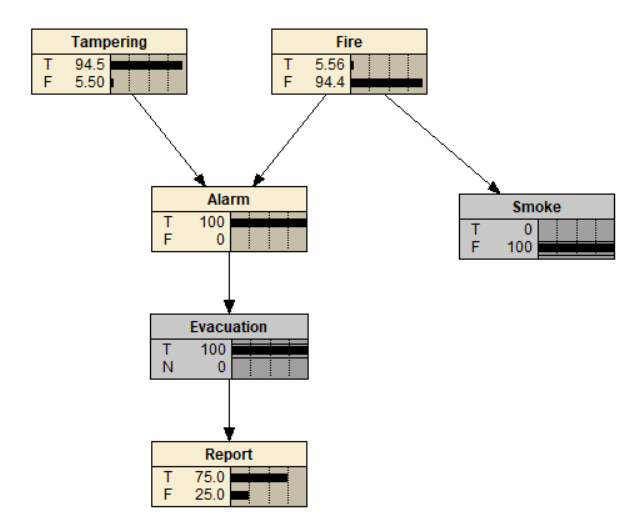 Tampering
T 94.5
F 5.50
Fire
T 5.56
F 94.4
Alarm
T 100
F 0
Smoke
T 0
F 100
Evacuation
T 100
N 0
Report
T 75.0
F 25.0